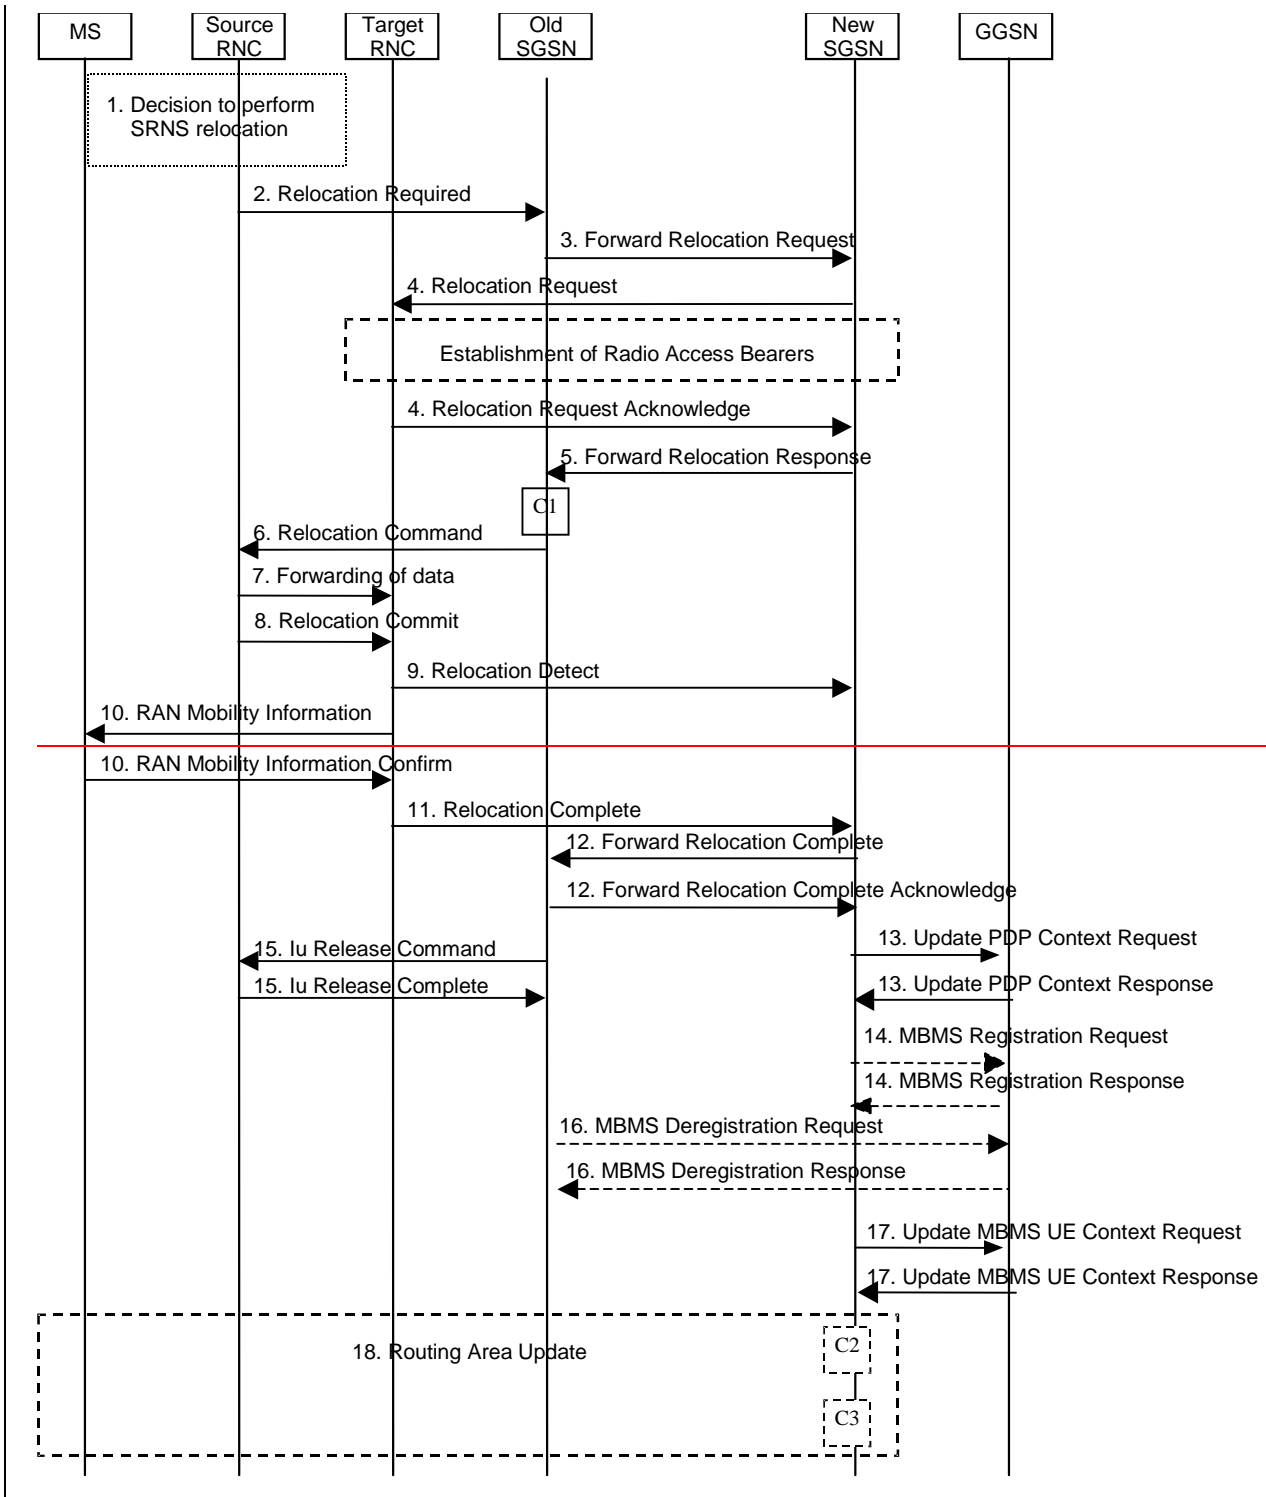 MS
Source
RNC
Target
RNC
Old
SGSN
New
SGSN
GGSN
1. Decision to perform
SRNS relocation
2. Relocation Required
3. Forward Relocation Request
4. Relocation Request
Establishment of Radio Access Bearers
4. Relocation Request Acknowledge
5. Forward Relocation Response
C1
6. Relocation Command
7. Forwarding of data
8. Relocation Commit
9. Relocation Detect
10. RAN Mobility Information
10. RAN Mobility Information Confirm
11. Relocation Complete
12. Forward Relocation Complete
12. Forward Relocation Complete Acknowledge
13. Update PDP Context Request
15. Iu Release Command
15. Iu Release Complete
13. Update PDP Context Response
14. MBMS Registration Request
14. MBMS Registration Response
16. MBMS Deregistration Request
16. MBMS Deregistration Response
17. Update MBMS UE Context Request
17. Update MBMS UE Context Response
18. Routing Area Update
C2
C3